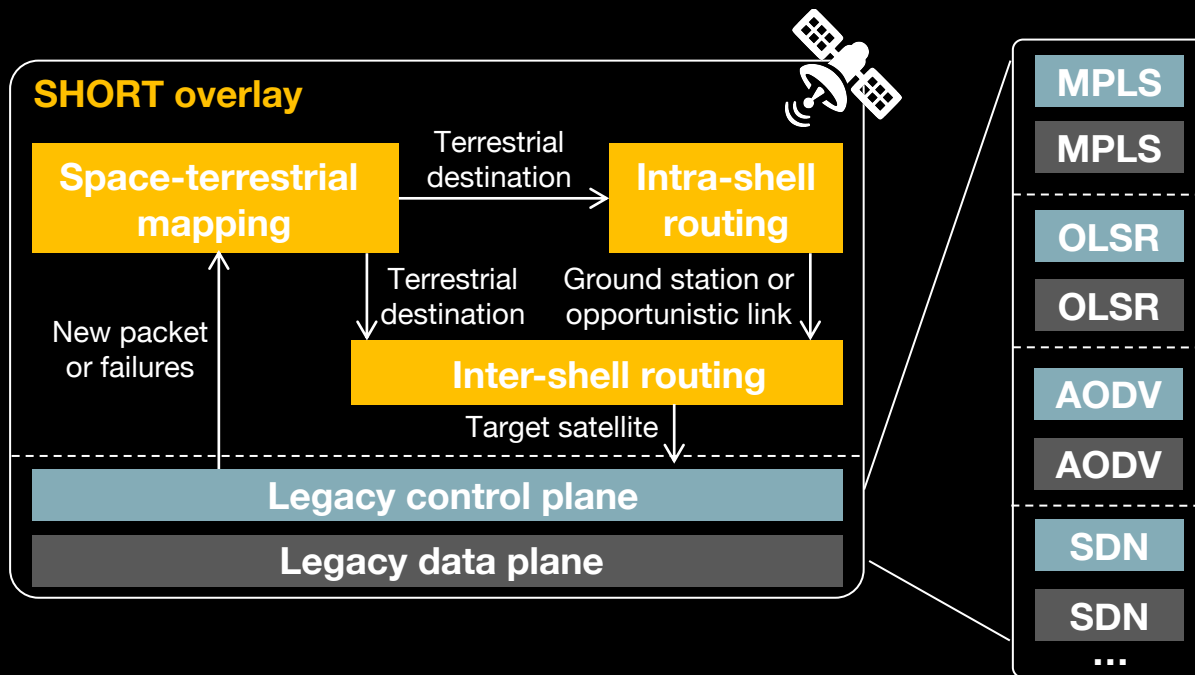 SHORT overlay
Space-terrestrial
mapping
Terrestrial
destination
Intra-shell
routing
New packet
or failures
Terrestrial
destination
Ground station or
opportunistic link
Inter-shell routing
Target satellite
Legacy control plane
Legacy data plane
MPLS
MPLS
OLSR
OLSR
AODV
AODV
SDN
SDN
...